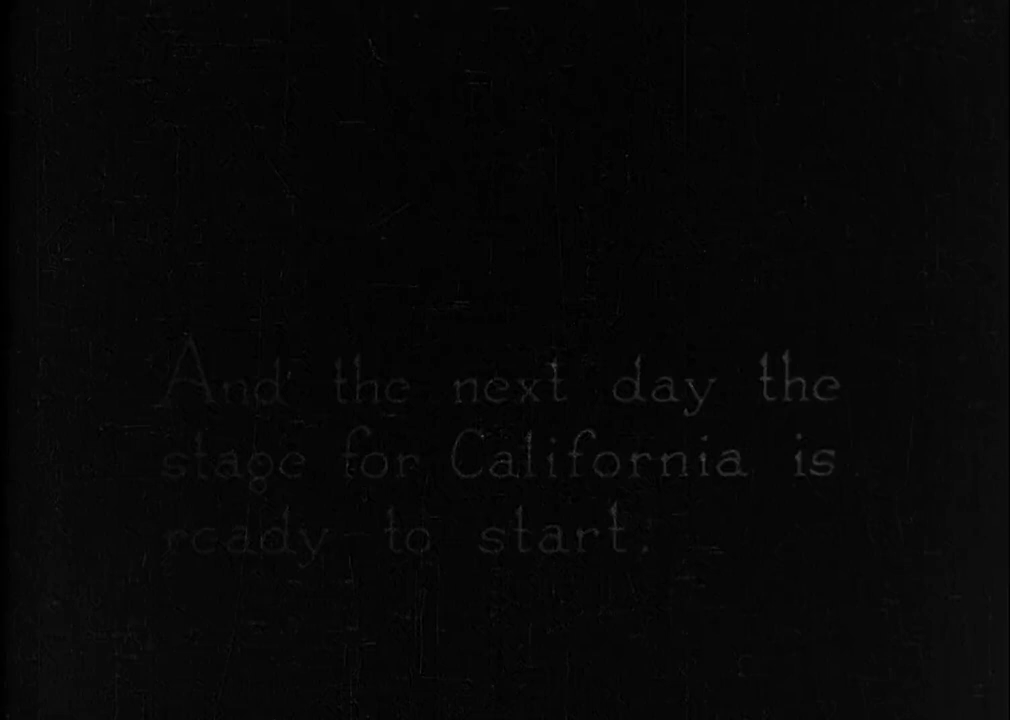 And the next day the
stage for California is
ready to start.